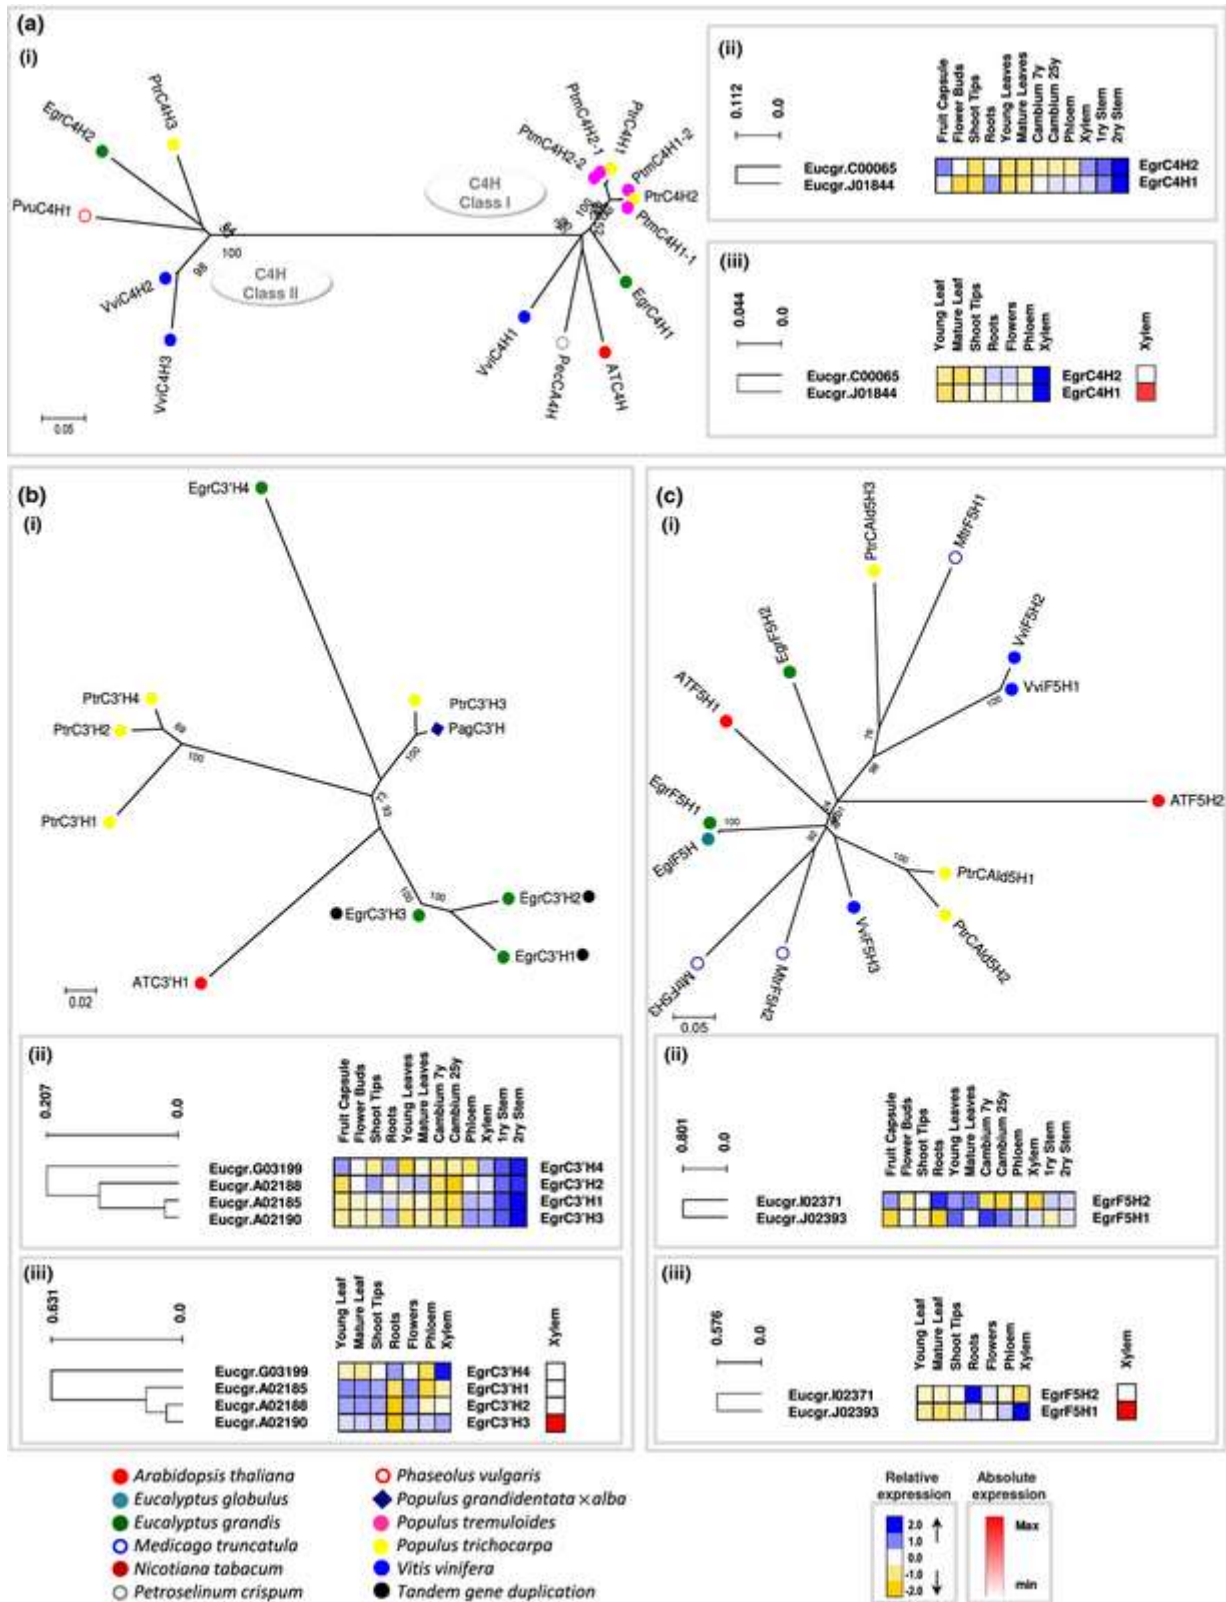 (a)
(i)
EgrC4H2
PtrC4H3
PvuC4H1
VviC4H2
VviC4H3
64
100
98
C4H
Class II
C4H
Class I
PtmC4H2-2
PtmC4H2-1
PtrC4H1
PtmC4H1-2
PtrC4H2
PtmC4H1-1
100
EgrC4H1
ATC4H
PecCA4H
VviC4H1
0.05
(ii)
0.112
0.0
Fruit Capsule
Flower Buds
Shoot Tips
Roots
Young Leaves
Mature Leaves
Cambium 7y
Cambium 25y
Phloem
Xylem
1ry Stem
2ry Stem
Eucgr.C00065
EgrC4H2
Eucgr.J01844
EgrC4H1
(iii)
0.044
0.0
Young Leaf
Mature Leaf
Shoot Tips
Roots
Flowers
Phloem
Xylem
Xylem
Eucgr.C00065
EgrC4H2
Eucgr.J01844
EgrC4H1
(b)
(i)
EgrC3'H4
PtrC3'H4
PtrC3'H2
69
100
PtrC3'H1
PtrC3'H3
PagC3'H
100
93
100
100
EgrC3'H3
EgrC3'H2
EgrC3'H1
ATC3'H1
0.02
(ii)
0.207
0.0
Fruit Capsule
Flower Buds
Shoot Tips
Roots
Young Leaves
Mature Leaves
Cambium 7y
Cambium 25y
Phloem
Xylem
1ry Stem
2ry Stem
Eucgr.G03199
EgrC3'H4
Eucgr.A02188
EgrC3'H2
Eucgr.A02185
EgrC3'H1
Eucgr.A02190
EgrC3'H3
(iii)
0.631
0.0
Young Leaf
Mature Leaf
Shoot Tips
Roots
Flowers
Phloem
Xylem
Xylem
Eucgr.G03199
EgrC3'H4
Eucgr.A02185
EgrC3'H1
Eucgr.A02188
EgrC3'H2
Eucgr.A02190
EgrC3'H3
(c)
(i)
PtrCAld5H3
MtrF5H1
EgrF5H2
VviF5H2
VviF5H1
100
ATF5H1
98
ATF5H2
EgrF5H1
100
EglF5H
100
PtrCAld5H1
PtrCAld5H2
VviF5H3
MtrF5H2
MtrF5H3
0.05
(ii)
0.801
0.0
Fruit Capsule
Flower Buds
Shoot Tips
Roots
Young Leaves
Mature Leaves
Cambium 7y
Cambium 25y
Phloem
Xylem
1ry Stem
2ry Stem
Eucgr.I02371
EgrF5H2
Eucgr.J02393
EgrF5H1
(iii)
0.576
0.0
Young Leaf
Mature Leaf
Shoot Tips
Roots
Flowers
Phloem
Xylem
Xylem
Eucgr.I02371
EgrF5H2
Eucgr.J02393
EgrF5H1
Arabidopsis thaliana
Eucalyptus globulus
Eucalyptus grandis
Medicago truncatula
Nicotiana tabacum
Petroselinum crispum
Phaseolus vulgaris
Populus grandidentata ×alba
Populus tremuloides
Populus trichocarpa
Vitis vinifera
Tandem gene duplication
Relative
expression
2.0
1.0
0.0
-1.0
-2.0
Absolute
expression
Max
min